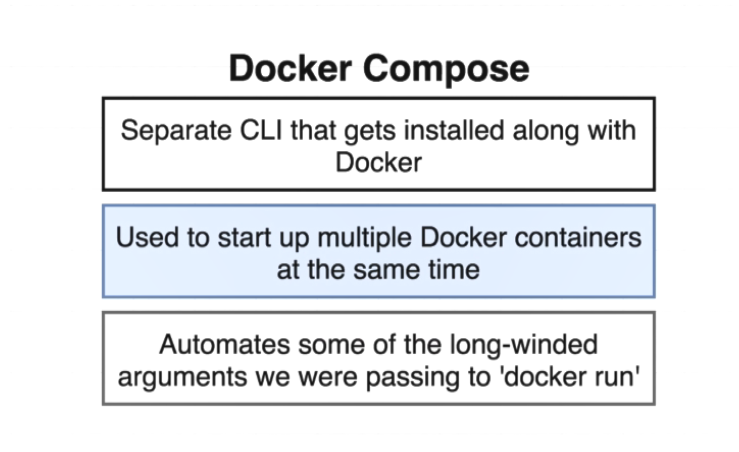 Docker Compose
Separate CLI that gets installed along with
Docker
Used to start up multiple Docker containers
at the same time
Automates some of the long-winded
arguments we were passing to 'docker run'